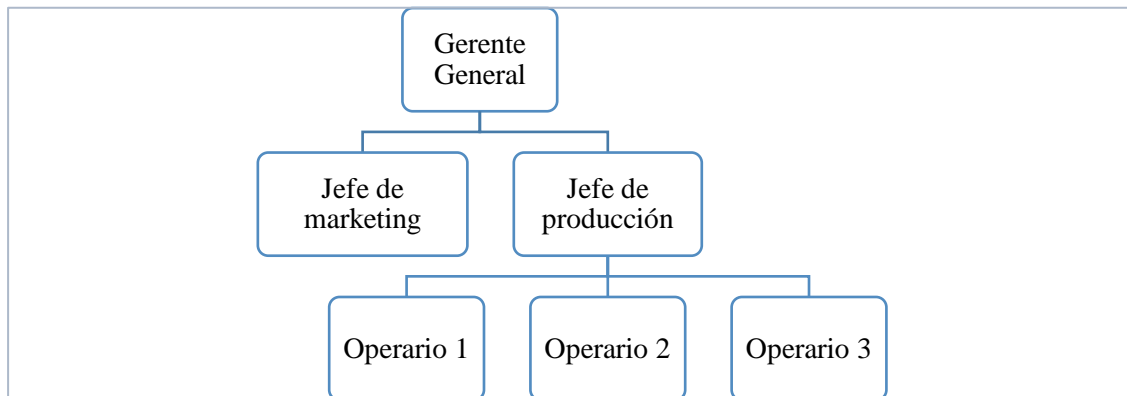 Gerente
General
Jefe de
marketing
Jefe de
producción
Operario 1
Operario 2
Operario 3